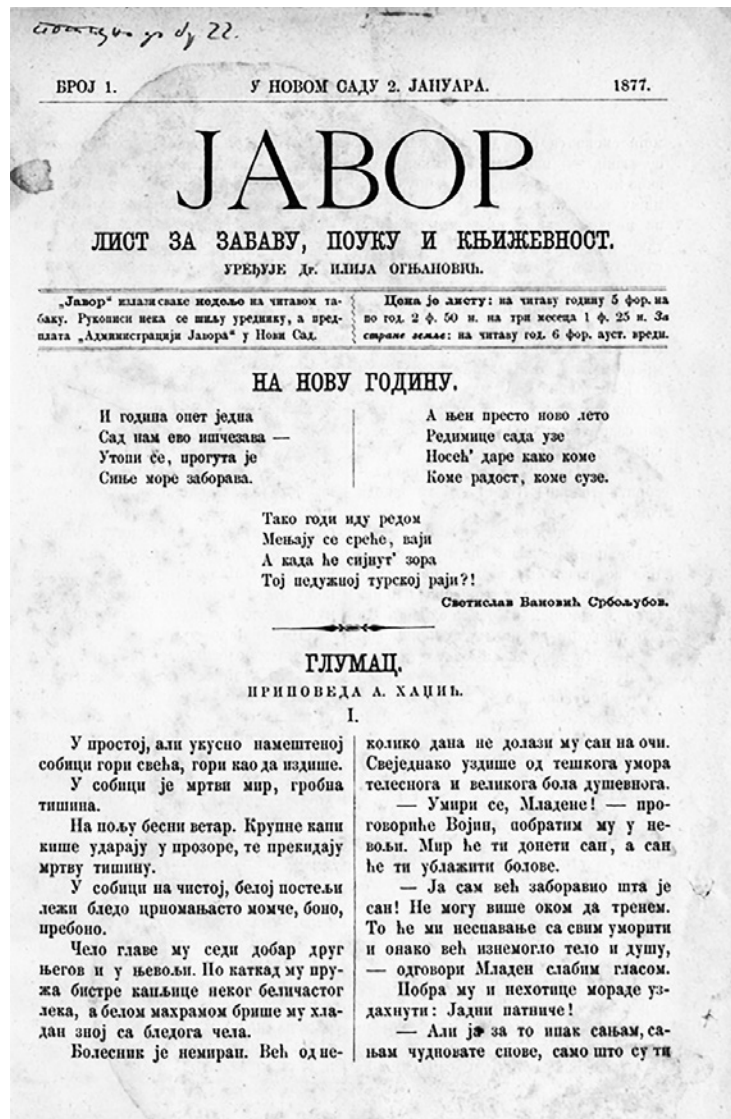 БРОЈ 1. У НОВОМ САДУ 2. ЈАНУАРА. 1877.
ЈАВОР
ЛИСТ ЗА ЗАБАВУ, ПОУКУ И КЊИЖЕВНОСТ.
УРЕЂУЈЕ Др. ИЛИЈА ОГЊАНОВИЋ.
„Јавор“ излази сваке недеље на читавом та-
баку. Рукописи нека се шиљу уреднику, а пред-
плата „Администрацији Јавора“ у Нови Сад.
Цена је листу: на читаву годину 5 фор. на
по год. 2 ф. 50 н. на три месеца 1 ф. 25 н. За
стране земље: на читаву год. 6 фор. ауст. вреди.
НА НОВУ ГОДИНУ.
И година опет једна
Сад нам ево ишчезава —
Утопи се, прогута је
Сиње море заборава.
А њен престо ново лето
Редимице сада узе
Носећ' даре како коме
Коме радост, коме сузе.
Тако годи иду редом
Мењају се среће, ваји
А када ће сијнут' зора
Тој недужној турској раји?!
Светислав Вановић Србољубов.
ГЛУМАЦ.
ПРИПОВЕДА А. ХАЏИЋ.
I.
У простој, али укусно намештеној
собици гори свећа, гори као да издише.
У собици је мртви мир, гробна
тишина.
На пољу бесни ветар. Крупне капи
кише ударају у прозоре, те прекидају
мртву тишину.
У собици на чистој, белој постељи
лежи бледо црномањасто момче, боно,
пребоно.
Чело главе му седи добар друг
његов и у њевољи. По каткад му пру-
жа бистре капљице неког беличастог
лека, а белом махрамом брише му хла-
дан зној са бледога чела.
Болесник је немиран. Већ од не-
колико дана не долази му сан на очи.
Свеједнако уздише од тешкога умора
телеснога и великога бола душевнога.
— Умири се, Младене! — про-
говориће Војин, побратим му у не-
вољи. Мир ће ти донети сан, а сан
ће ти ублажити болове.
— Ја сам већ заборавио шта је
сан! Не могу више оком да тренем.
То ће ми неспавање са свим уморити
и онако већ изнемогло тело и душу,
— одговори Младен слабим гласом.
Побра му и нехотице мораде уз-
дахнути: Јадни патниче!
— Али ја за то ипак сањам, са-
њам чудновате снове, само што су ти